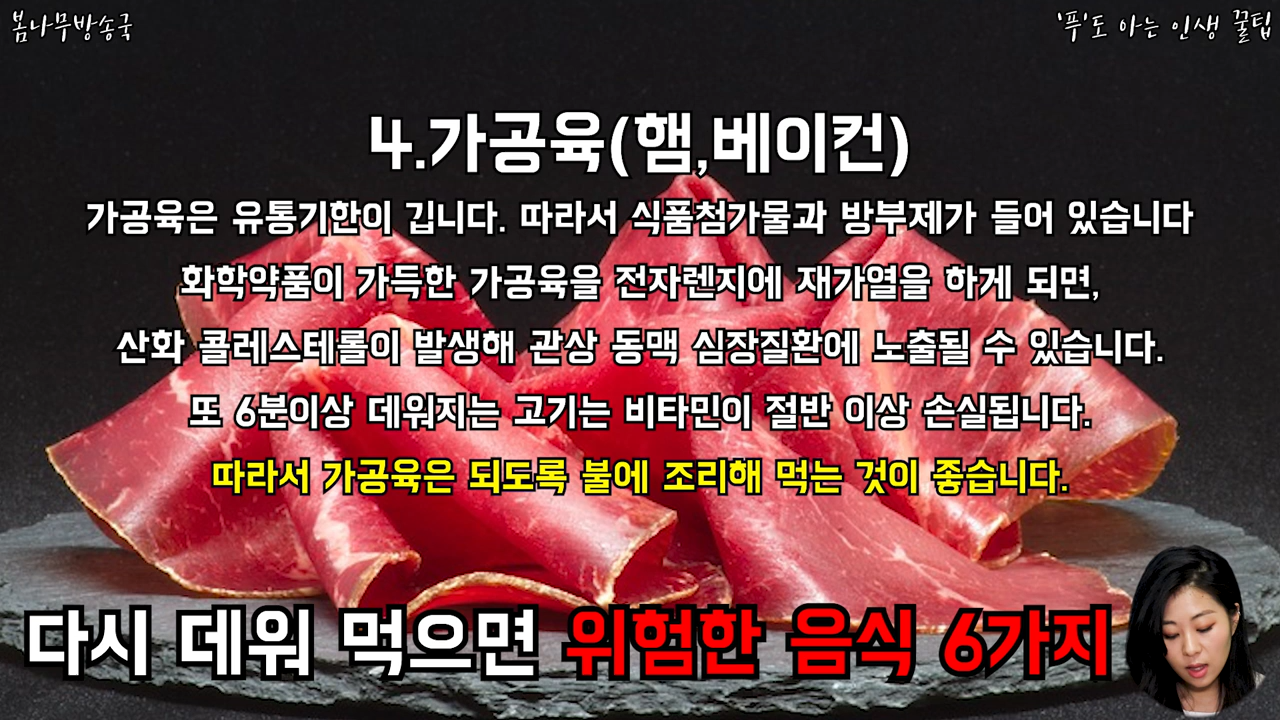 봄나무방송국
'푸'도 아는 인생 꿀팁
4.가공육(햄,베이컨)
가공육은 유통기한이 깁니다. 따라서 식품첨가물과 방부제가 들어 있습니다
화학약품이 가득한 가공육을 전자렌지에 재가열을 하게 되면,
산화 콜레스테롤이 발생해 관상 동맥 심장질환에 노출될 수 있습니다.
또 6분이상 데워지는 고기는 비타민이 절반 이상 손실됩니다.
따라서 가공육은 되도록 불에 조리해 먹는 것이 좋습니다.
다시 데워 먹으면 위험한 음식 6가지